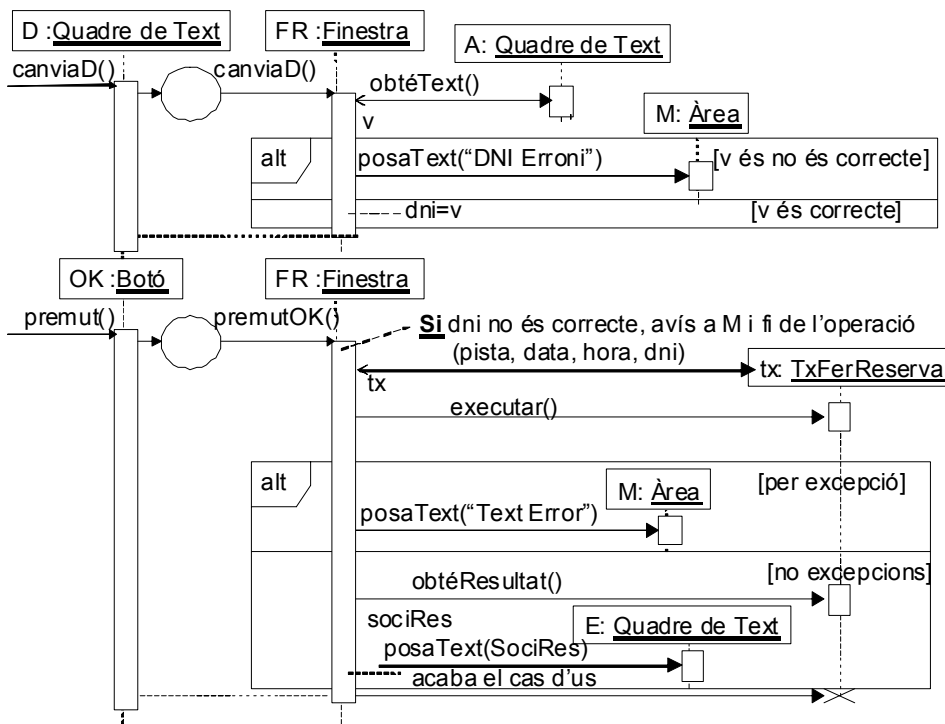 D :Quadre de Text
FR :Finestra
A: Quadre de Text
canviaD()
canviaD()
obtéText()
v
M: Àrea
alt
posaText(“DNI Erroni”)
[v és no és correcte]
dni=v
[v és correcte]
OK :Botó
FR :Finestra
premut()
premutOK()
Si dni no és correcte, avís a M i fi de l’operació
(pista, data, hora, dni)
tx
tx: TxFerReserva
executar()
alt
[per excepció]
M: Àrea
posaText(“Text Error”)
[no excepcions]
obtéResultat()
sociRes
E: Quadre de Text
posaText(SociRes)
acaba el cas d’us